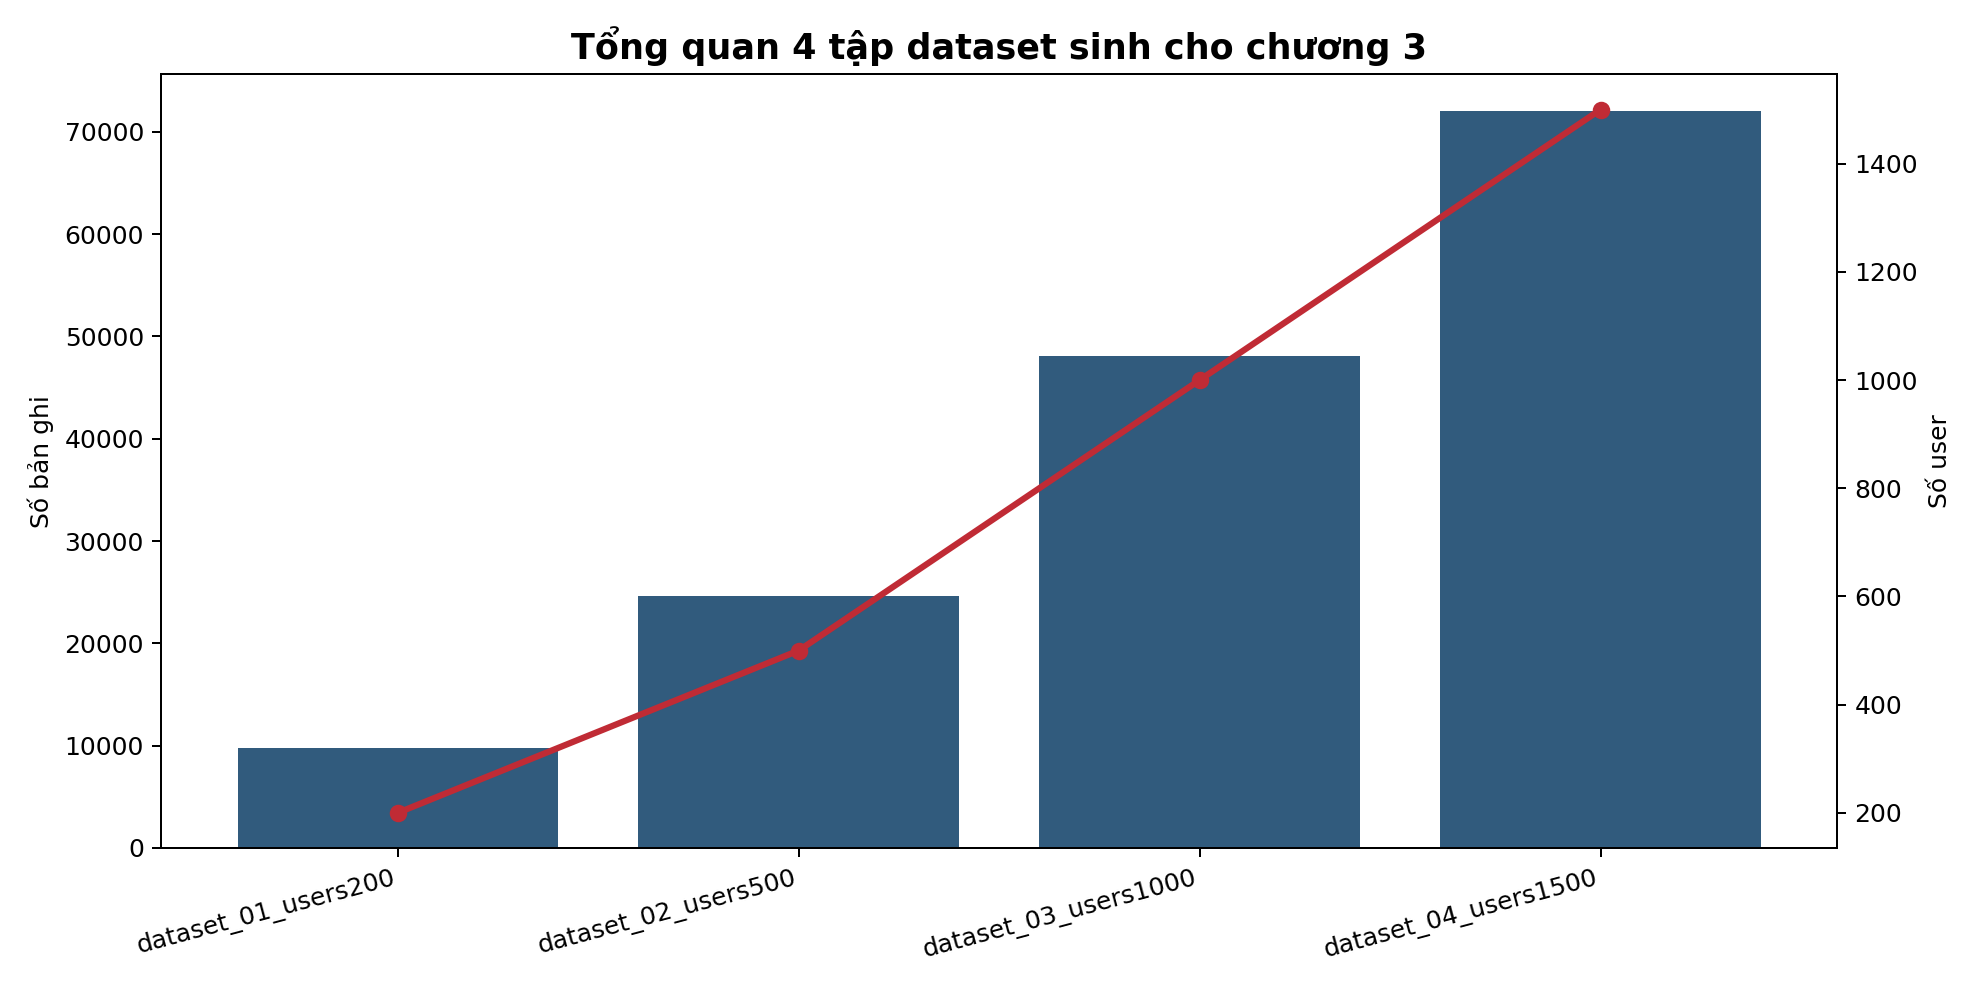 Tổng quan 4 tập dataset sinh cho chương 3
70000
60000
50000
40000
30000
20000
10000
0
Số bản ghi
1400
1200
1000
800
600
400
200
Số user
dataset_01_users200
dataset_02_users500
dataset_03_users1000
dataset_04_users1500